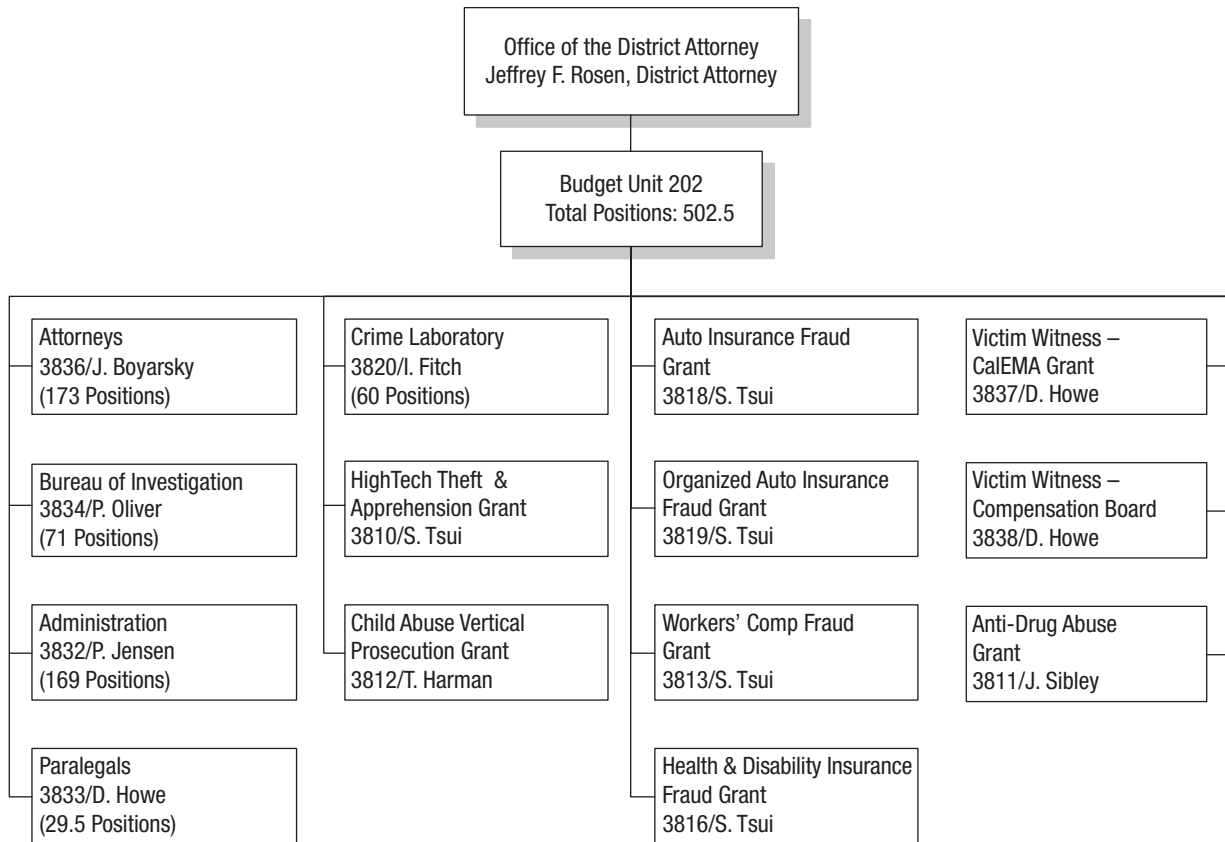 Office of the District Attorney
Jeffrey F. Rosen, District Attorney
Budget Unit 202
Total Positions: 502.5
Attorneys
3836/J. Boyarsky
(173 Positions)
Bureau of Investigation
3834/P. Oliver
(71 Positions)
Administration
3832/P. Jensen
(169 Positions)
Paralegals
3833/D. Howe
(29.5 Positions)
Crime Laboratory
3820/I. Fitch
(60 Positions)
HighTech Theft &
Apprehension Grant
3810/S. Tsui
Child Abuse Vertical
Prosecution Grant
3812/T. Harman
Auto Insurance Fraud
Grant
3818/S. Tsui
Organized Auto Insurance
Fraud Grant
3819/S. Tsui
Workers’ Comp Fraud
Grant
3813/S. Tsui
Health & Disability Insurance
Fraud Grant
3816/S. Tsui
Victim Witness –
CalEMA Grant
3837/D. Howe
Victim Witness –
Compensation Board
3838/D. Howe
Anti-Drug Abuse
Grant
3811/J. Sibley